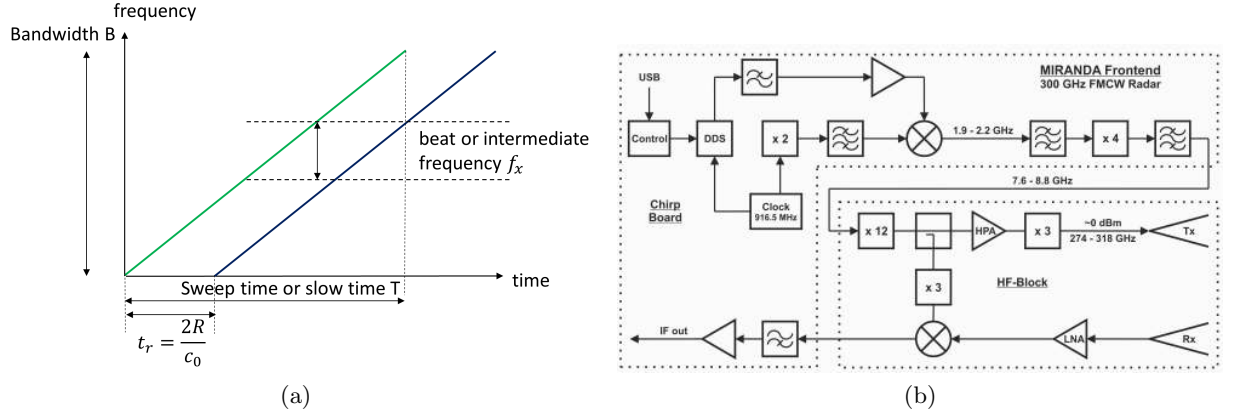 frequency
Bandwidth B
beat or intermediate
frequency f_x
time
Sweep time or slow time T
t_r = 2R/c_0
(a)
MIRANDA Frontend
300 GHz FMCW Radar
USB
Control
DDS
x 2
1.9 - 2.2 GHz
x 4
7.6 - 8.8 GHz
Chirp
Board
Clock
916.5 MHz
x 12
HPA
x 3
~0 dBm
274 - 318 GHz
Tx
x 3
HF-Block
IF out
LNA
Rx
(b)